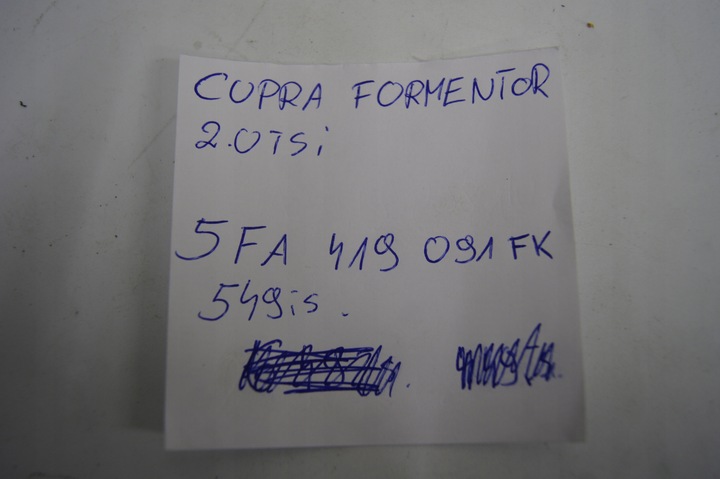 CUPRA FORMENTOR
2.0TSi
5FA 419 091 FK
549is.